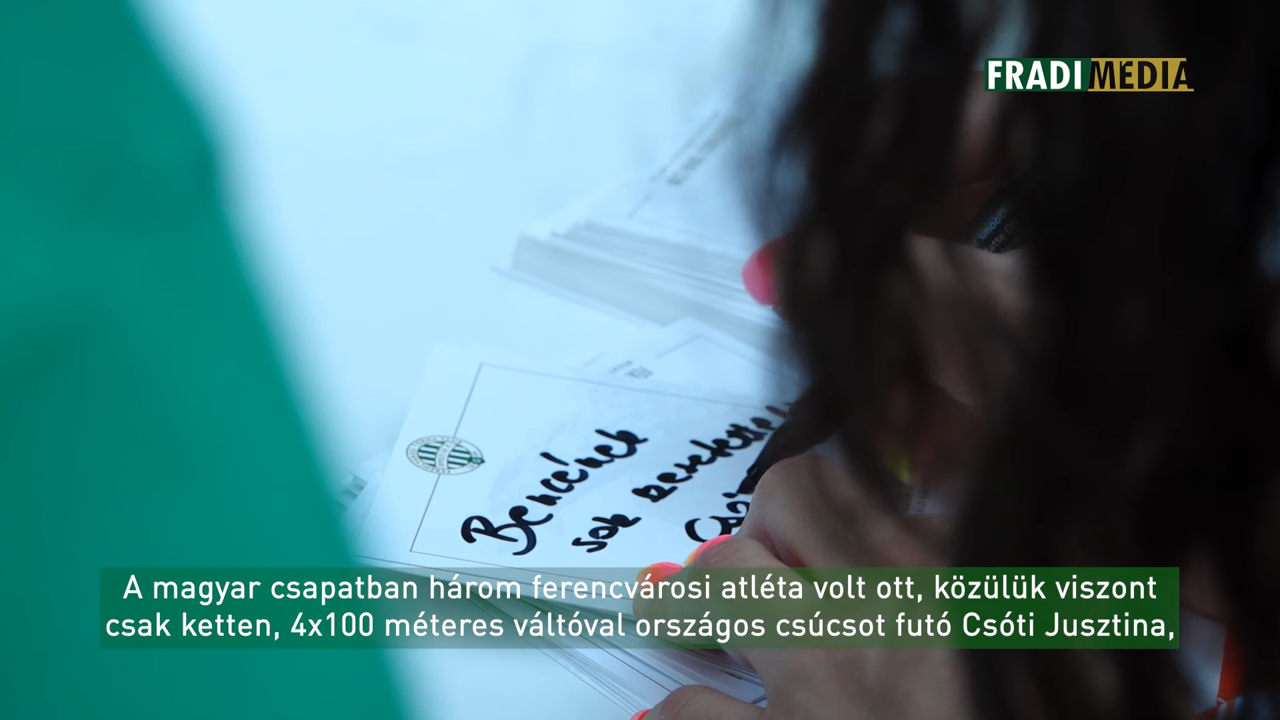 FRADI MÉDIA
Bencének
sok szeretettel
A magyar csapatban három ferencvárosi atléta volt ott, közülük viszont
csak ketten, 4x100 méteres váltóval országos csúcsot futó Csóti Jusztina,